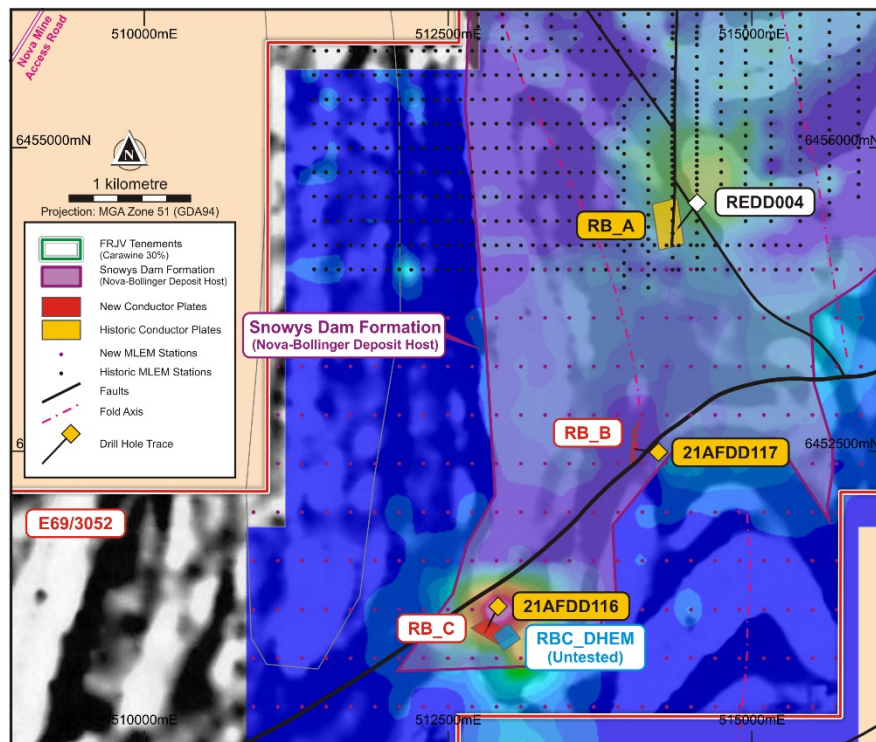 Nova Mine
Access Road
510000mE
512500mE
515000mE
6455000mN
6455000mN
N
1 kilometre
Projection: MGA Zone 51 (GDA94)
FRJV Tenements
(Carawine 30%)
Snowys Dam Formation
(Nova-Bollinger Deposit Host)
New Conductor Plates
Historic Conductor Plates
New MLEM Stations
Historic MLEM Stations
Faults
Fold Axis
Drill Hole Trace
RB_A
REDD004
Snowys Dam Formation
(Nova-Bollinger Deposit Host)
RB_B
21AFDD117
6452500mN
6
E69/3052
21AFDD116
RB_C
RBC_DHEM
(Untested)
510000mE
512500mE
515000mE